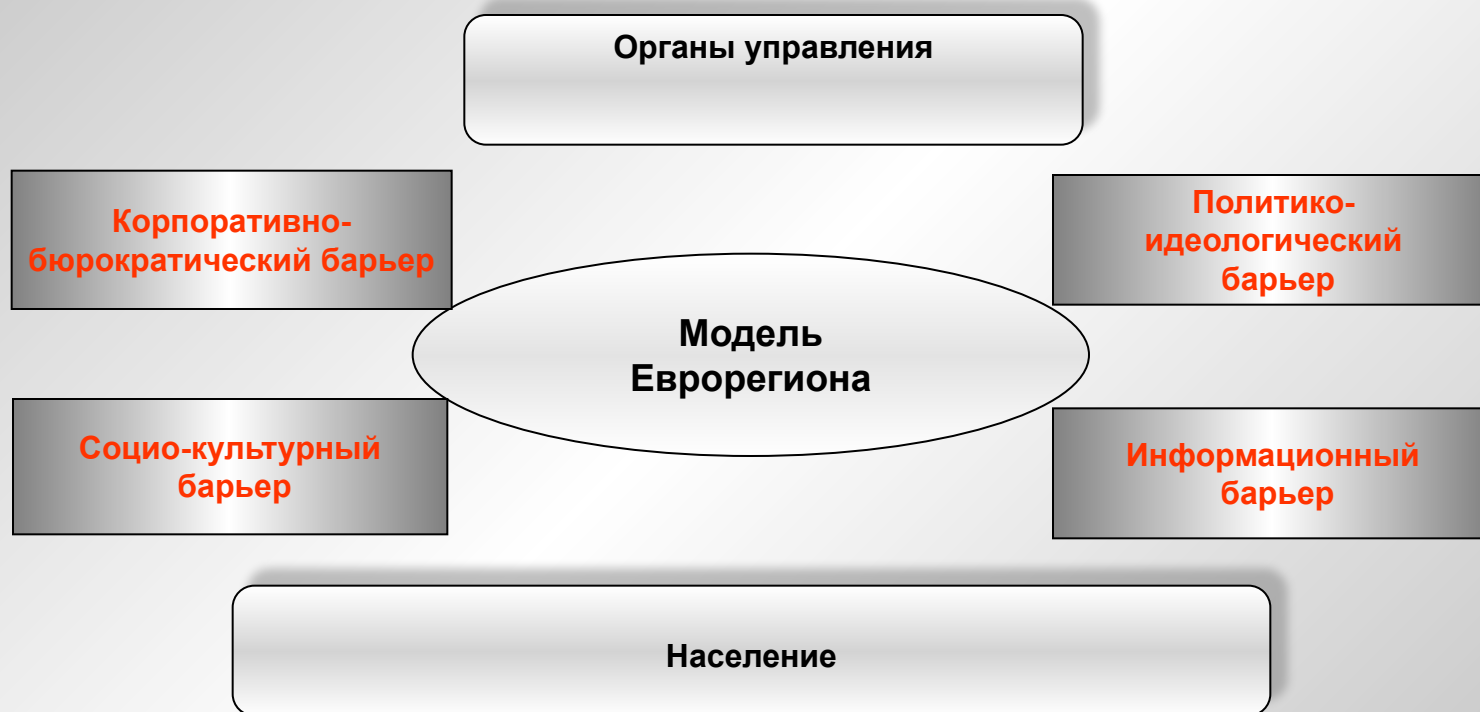 Органы управления
Корпоративно-
бюрократический барьер
Политико-
идеологический
барьер
Модель
Еврорегиона
Социо-культурный
барьер
Информационный
барьер
Население